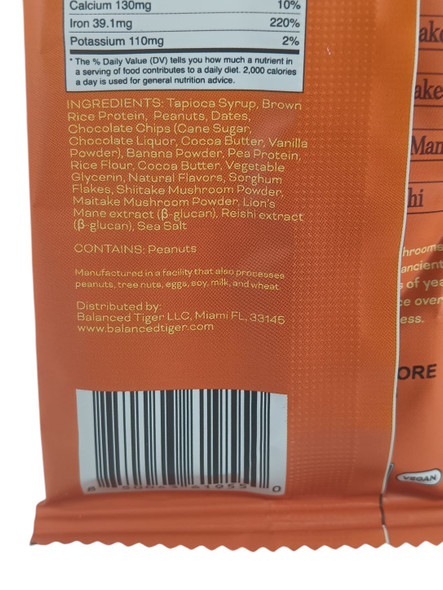 Calcium 130mg 10%
Iron 39.1mg 220%
Potassium 110mg 2%
* The % Daily Value (DV) tells you how much a nutrient in
a serving of food contributes to a daily diet. 2,000 calories
a day is used for general nutrition advice.
INGREDIENTS: Tapioca Syrup, Brown
Rice Protein, Peanuts, Dates,
Chocolate Chips (Cane Sugar,
Chocolate Liquor, Cocoa Butter, Vanilla
Powder), Banana Powder, Pea Protein,
Rice Flour, Cocoa Butter, Vegetable
Glycerin, Natural Flavors, Sorghum
Flakes, Shiitake Mushroom Powder,
Maitake Mushroom Powder, Lion's
Mane extract (β-glucan), Reishi extract
(β-glucan), Sea Salt
CONTAINS: Peanuts
Manufactured in a facility that also processes
peanuts, tree nuts, eggs, soy, milk, and wheat.
Distributed by:
Balanced Tiger LLC, Miami FL, 33145
www.balancedtiger.com
ake
Man
hi
hrooms
ancient
of yea
ce over
ess.
ORE
VEGAN